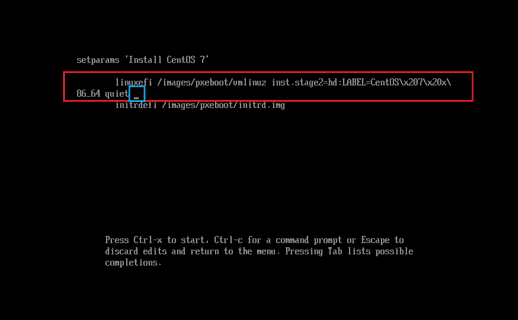 setparams 'Install CentOS 7'
linuxefi /images/pxeboot/vmlinuz inst.stage2=hd:LABEL=CentOS\x207\x20x\
86_64 quiet_
initrdefi /images/pxeboot/initrd.img
Press Ctrl-x to start, Ctrl-c for a command prompt or Escape to
discard edits and return to the menu. Pressing Tab lists possible
completions.